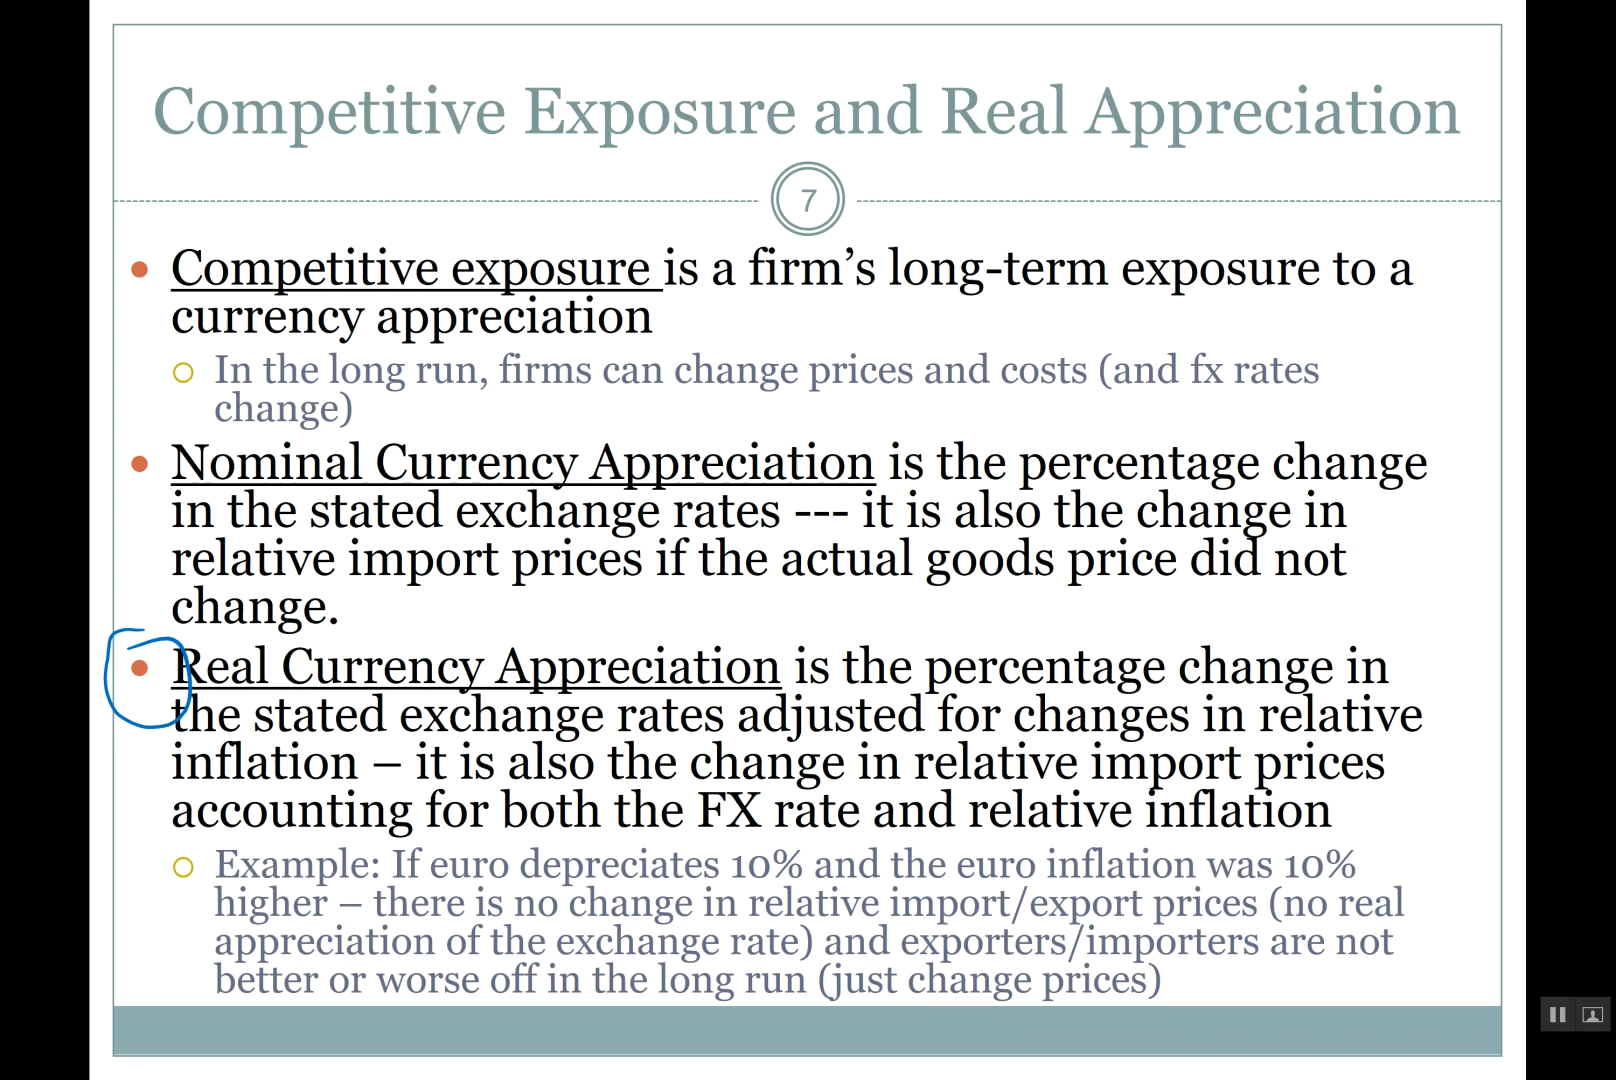 Competitive Exposure and Real Appreciation
7
• Competitive exposure is a firm’s long-term exposure to a
currency appreciation
○ In the long run, firms can change prices and costs (and fx rates
change)
• Nominal Currency Appreciation is the percentage change
in the stated exchange rates --- it is also the change in
relative import prices if the actual goods price did not
change.
• Real Currency Appreciation is the percentage change in
the stated exchange rates adjusted for changes in relative
inflation – it is also the change in relative import prices
accounting for both the FX rate and relative inflation
○ Example: If euro depreciates 10% and the euro inflation was 10%
higher – there is no change in relative import/export prices (no real
appreciation of the exchange rate) and exporters/importers are not
better or worse off in the long run (just change prices)